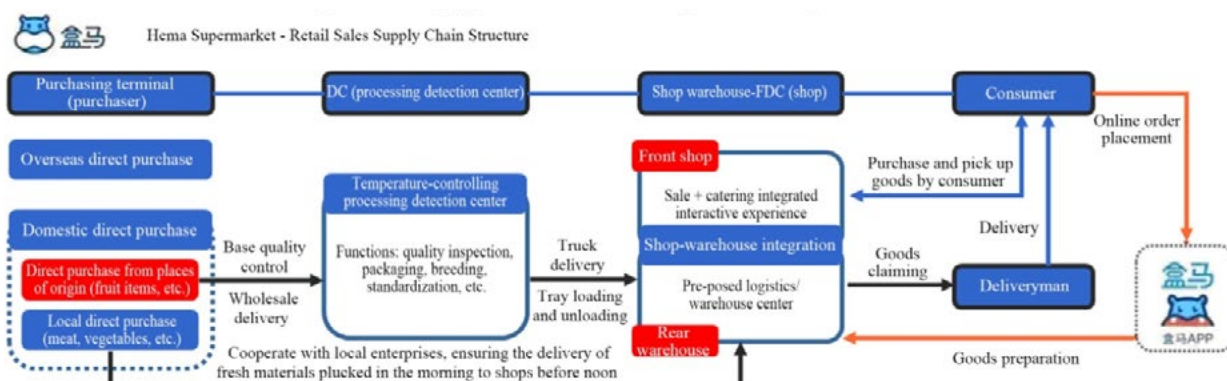 盒马
Hema Supermarket - Retail Sales Supply Chain Structure
Purchasing terminal
(purchaser)
DC (processing detection center)
Shop warehouse-FDC (shop)
Consumer
Online order
placement
Overseas direct purchase
Domestic direct purchase
Direct purchase from places
of origin (fruit items, etc.)
Local direct purchase
(meat, vegetables, etc.)
Base quality
control
Wholesale
delivery
Temperature-controlling
processing detection center
Functions: quality inspection,
packaging, breeding,
standardization, etc.
Truck
delivery
Tray loading
and unloading
Cooperate with local enterprises, ensuring the delivery of
fresh materials plucked in the morning to shops before noon
Front shop
Sale + catering integrated
interactive experience
Shop-warehouse integration
Pre-posed logistics/
warehouse center
Rear
warehouse
Purchase and pick up
goods by consumer
Goods
claiming
Delivery
Deliveryman
盒马
盒马APP
Goods preparation